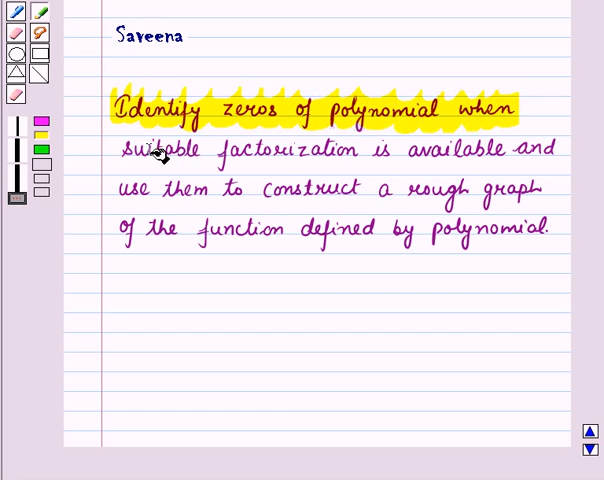 Saveena
Identify zeros of polynomial when
suitable factorization is available and
use them to construct a rough graph
of the function defined by polynomial.